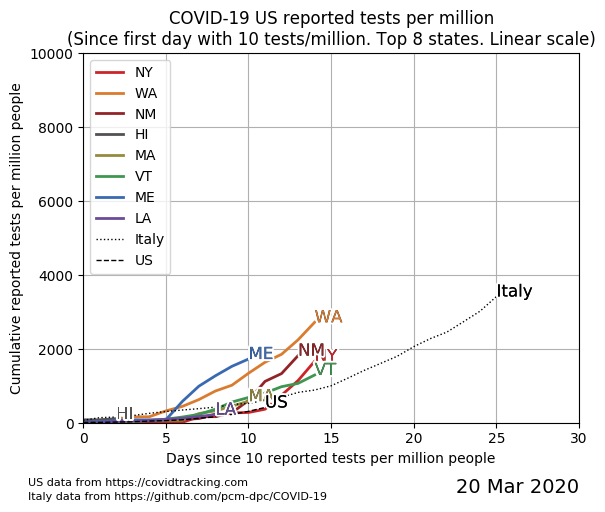 COVID-19 US reported tests per million
(Since first day with 10 tests/million. Top 8 states. Linear scale)
Cumulative reported tests per million people
10000
8000
6000
4000
2000
0
NY
WA
NM
HI
MA
VT
ME
LA
Italy
US
Italy
WA
ME
NM
NY
VT
MA
US
LA
HI
0
5
10
15
20
25
30
Days since 10 rported tests per million people
US data from https://covidtracking.com
Italy data from https://github.com/pcm-dpc/COVID-19
20 Mar 2020